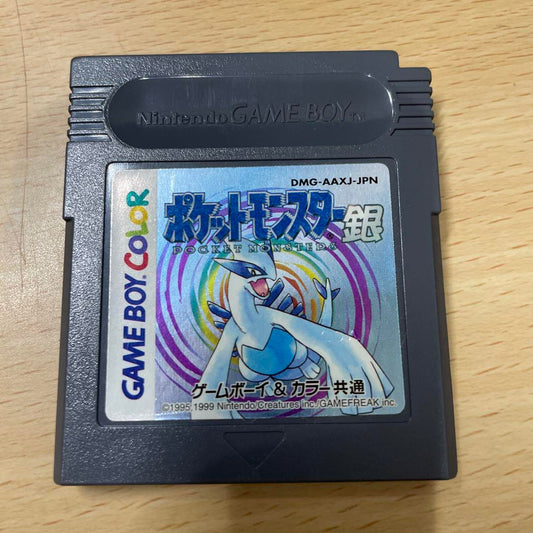 Nintendo GAME BOY TM
DMG-AAXJ-JPN
ポケットモンスター銀
POCKET MONSTERS
GAME BOY COLOR
ゲームボーイ & カラー共通
©1995,1999 Nintendo/Creatures inc./GAMEFREAK inc.